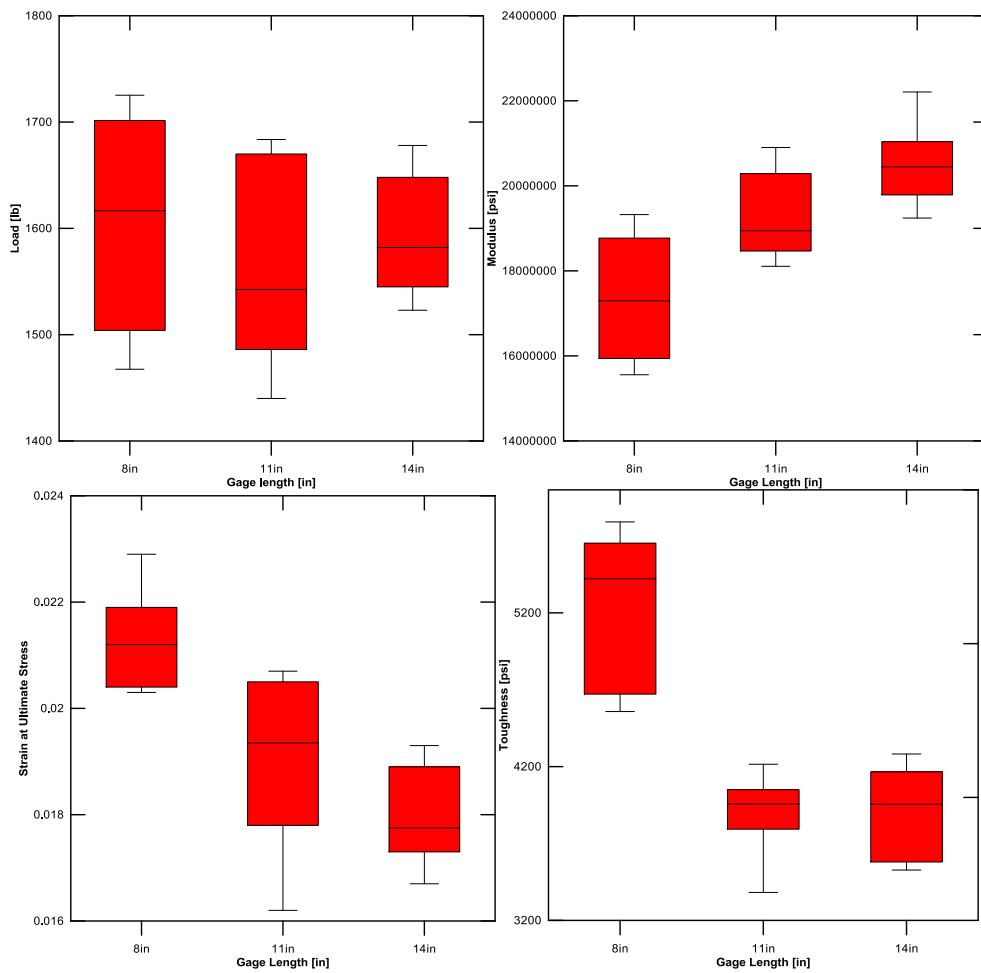 1800
1700
1600
1500
1400
Load [lb]
8in
11in
14in
Gage length [in]
24000000
22000000
20000000
18000000
16000000
14000000
Modulus [psi]
8in
11in
14in
Gage Length [in]
0.024
0.022
0.02
0.018
0.016
Strain at Ultimate Stress
8in
11in
14in
Gage Length [in]
5200
4200
3200
Toughness [psi]
8in
11in
14in
Gage Length [in]